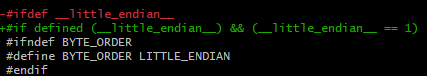 -#ifdef __little_endian__
+#if defined (__little_endian__) && (__little_endian__ == 1)
 #ifndef BYTE_ORDER
 #define BYTE_ORDER LITTLE_ENDIAN
 #endif